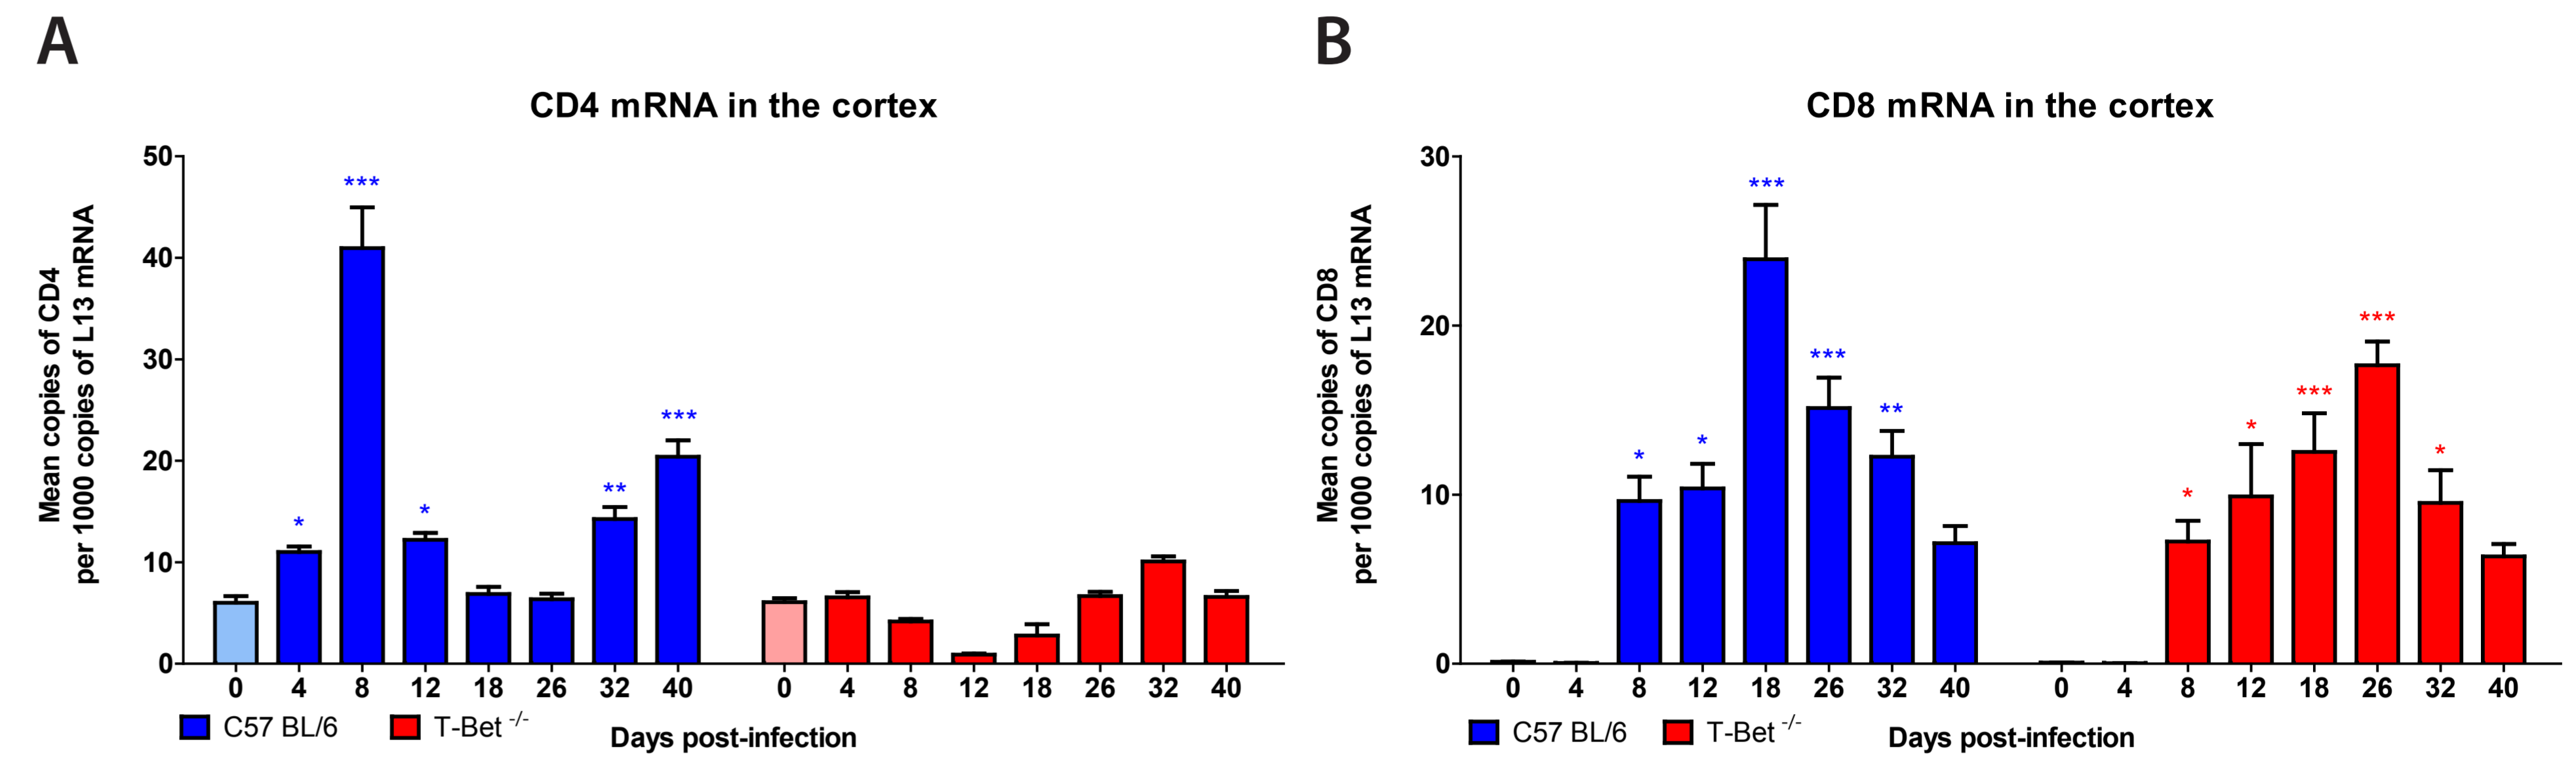 A
CD4 mRNA in the cortex
Mean copies of CD4
per 1000 copies of L13 mRNA
50
40
30
20
10
0
*
***
*
**
***
0 4 8 12 18 26 32 40 0 4 8 12 18 26 32 40
C57 BL/6 T-Bet -/-
Days post-infection
B
CD8 mRNA in the cortex
Mean copies of CD8
per 1000 copies of L13 mRNA
30
20
10
0
*
*
***
***
**
*
*
***
***
*
0 4 8 12 18 26 32 40 0 4 8 12 18 26 32 40
C57 BL/6 T-Bet -/-
Days post-infection